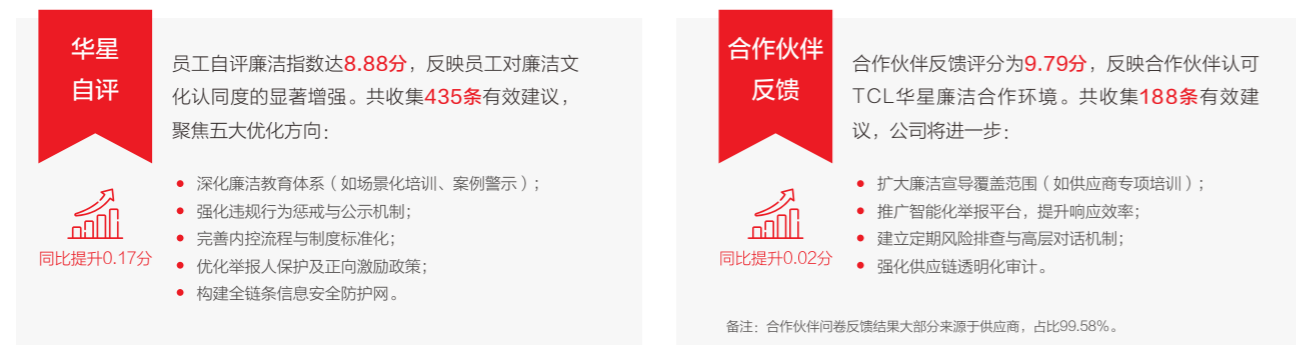 华星
自评
员工自评廉洁指数达8.88分，反映员工对廉洁文
化认同度的显著增强。共收集435条有效建议，
聚焦五大优化方向：
同比提升0.17分
• 深化廉洁教育体系（如场景化培训、案例警示）；
• 强化违规行为惩戒与公示机制；
• 完善内控流程与制度标准化；
• 优化举报人保护及正向激励政策；
• 构建全链条信息安全防护网。
合作伙伴
反馈
合作伙伴反馈评分为9.79分，反映合作伙伴认可
TCL华星廉洁合作环境。共收集188条有效建
议，公司将进一步：
同比提升0.02分
• 扩大廉洁宣导覆盖范围（如供应商专项培训）；
• 推广智能化举报平台，提升响应效率；
• 建立定期风险排查与高层对话机制；
• 强化供应链透明化审计。
备注：合作伙伴问卷反馈结果大部分来源于供应商，占比99.58%。